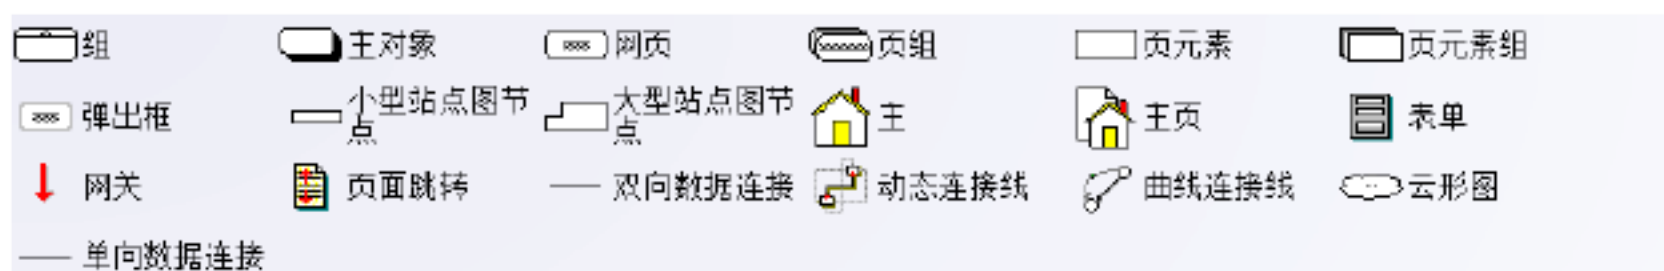 组 主对象 网页 页组 页元素 页元素组
弹出框 小型站点图节点 大型站点图节点 主 主页 表单
网关 页面跳转 双向数据连接 动态连接线 曲线连接线 云形图
单向数据连接